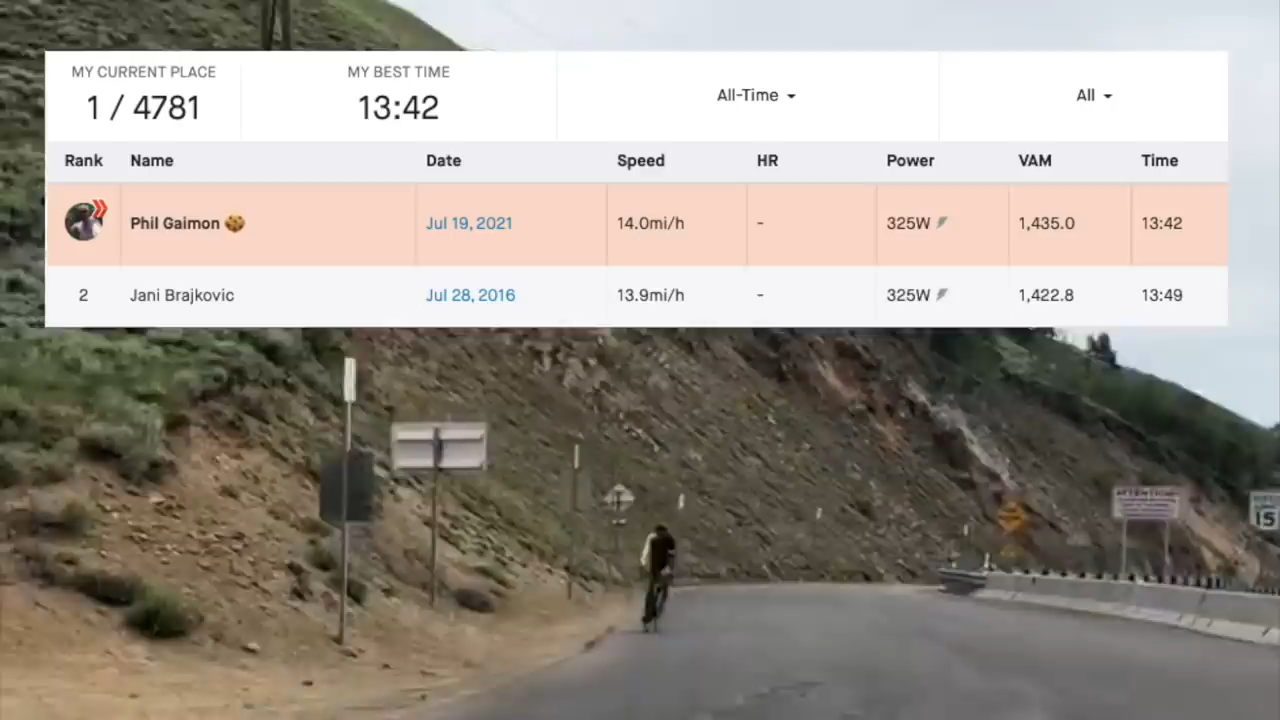 MY CURRENT PLACE
1 / 4781
MY BEST TIME
13:42
All-Time
All
Rank Name Date Speed HR Power VAM Time
Phil Gaimon 🍪 Jul 19, 2021 14.0mi/h - 325W 1,435.0 13:42
2 Jani Brajkovic Jul 28, 2016 13.9mi/h - 325W 1,422.8 13:49
ATTENTION
15